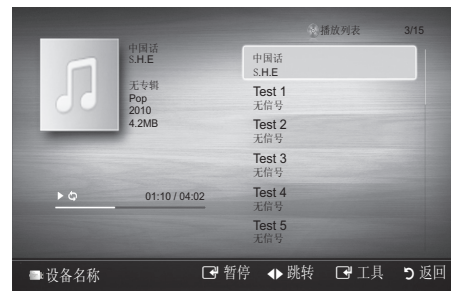 播放列表 3/15
中国话
S.H.E
无专辑
Pop
2010
4.2MB
01:10 / 04:02
中国话
S.H.E
Test 1
无信号
Test 2
无信号
Test 3
无信号
Test 4
无信号
Test 5
无信号
设备名称 暂停 跳转 工具 返回